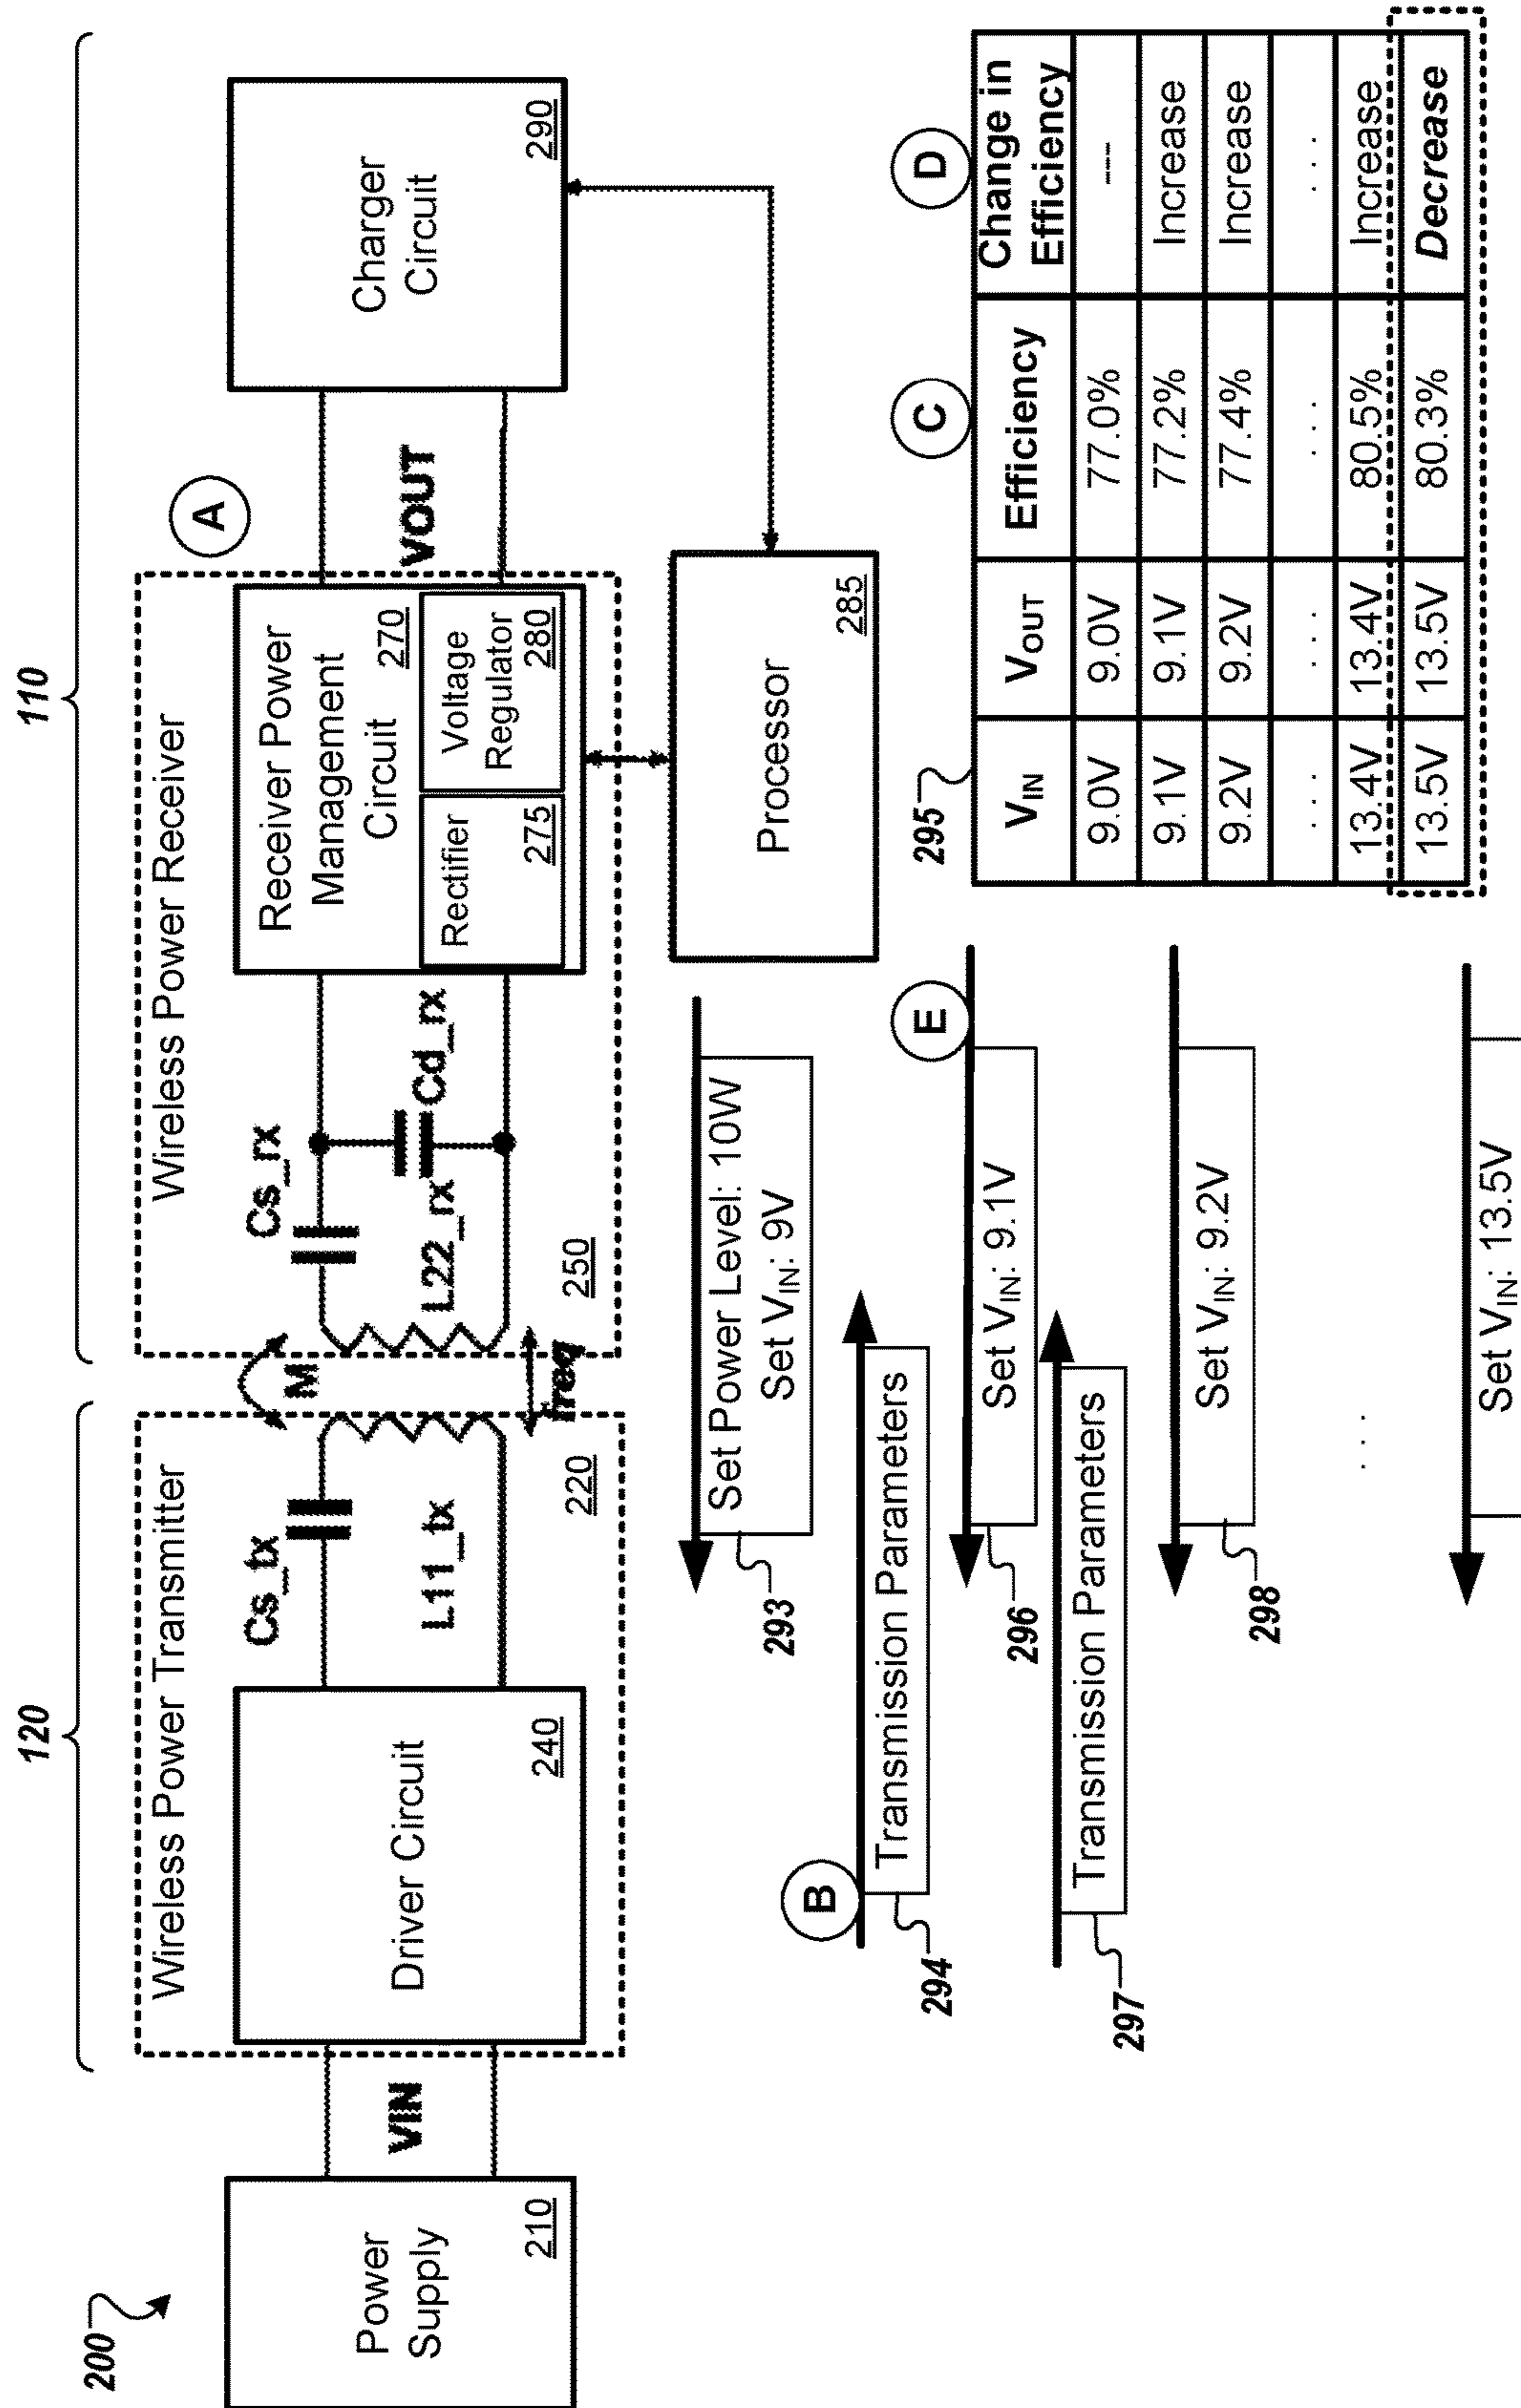 200
120
110
Power
Supply
210
VIN
Wireless Power Transmitter
Driver Circuit
240
Cs_tx
L11_tx
220
M
freq
Wireless Power Receiver
Cs_rx
L22_rx
Cd_rx
250
Receiver Power
Management
Circuit
270
Rectifier
275
Voltage
Regulator
280
A
VOUT
Charger
Circuit
290
Processor
285
293
Set Power Level: 10W
Set VIN: 9V
B
294
Transmission Parameters
E
296
Set VIN: 9.1V
297
Transmission Parameters
298
Set VIN: 9.2V
. . .
Set VIN: 13.5V
295
C
D
VIN VOUT Efficiency Change in
Efficiency
9.0V 9.0V 77.0% ---
9.1V 9.1V 77.2% Increase
9.2V 9.2V 77.4% Increase
. . . . . . . . . . . .
13.4V 13.4V 80.5% Increase
13.5V 13.5V 80.3% Decrease